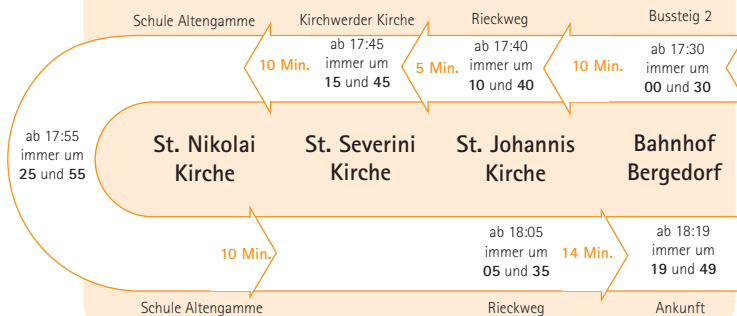 Schule Altengamme Kirchwerder Kirche Rieckweg Bussteig 2
10 Min.
ab 17:45
immer um
15 und 45
5 Min.
ab 17:40
immer um
10 und 40
10 Min.
ab 17:30
immer um
00 und 30
ab 17:55
immer um
25 und 55
St. Nikolai
Kirche
St. Severini
Kirche
St. Johannis
Kirche
Bahnhof
Bergedorf
10 Min.
ab 18:05
immer um
05 und 35
14 Min.
ab 18:19
immer um
19 und 49
Schule Altengamme Rieckweg Ankunft